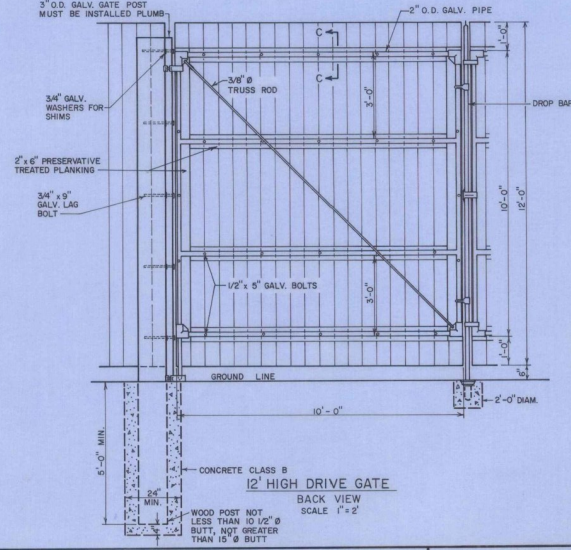 3" O.D. GALV. GATE POST
MUST BE INSTALLED PLUMB
2" O.D. GALV. PIPE
C
C
1'-0"
3/8" Ø
TRUSS ROD
3/4" GALV.
WASHERS FOR
SHIMS
3'-0"
DROP BAR
2" x 6" PRESERVATIVE
TREATED PLANKING
3/4" x 9"
GALV. LAG
BOLT
10'-0"
12'-0"
1/2" x 5" GALV. BOLTS
3'-0"
1'-0"
GROUND LINE
6"
10'-0"
2'-0" DIAM.
5'-0" MIN.
CONCRETE CLASS B
24"
MIN.
12' HIGH DRIVE GATE
BACK VIEW
SCALE 1" = 2'
WOOD POST NOT
LESS THAN 10 1/2" Ø
BUTT, NOT GREATER
THAN 15" Ø BUTT